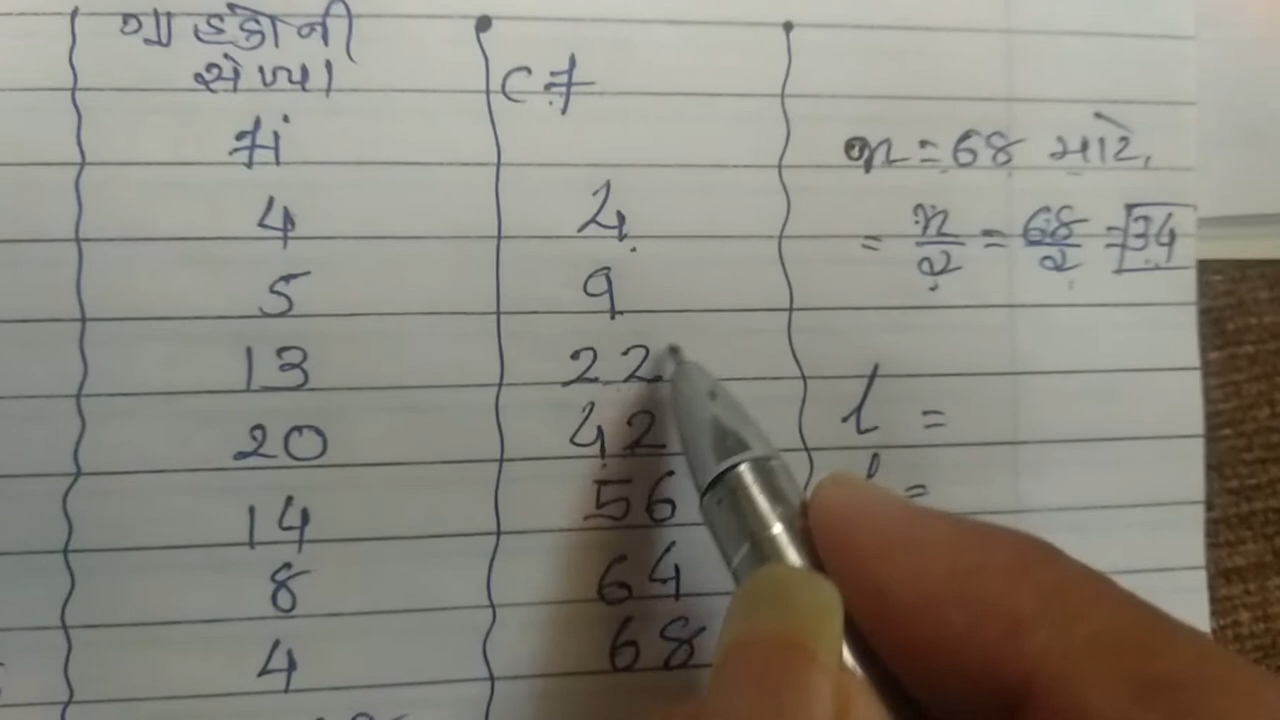 ગ્રાહકોની
સંખ્યા
fi
cf
4 4
5 9
13 22
20 42
14 56
8 64
4 68
n = 68 માટે,
= n/2 = 68/2 = 34
l =